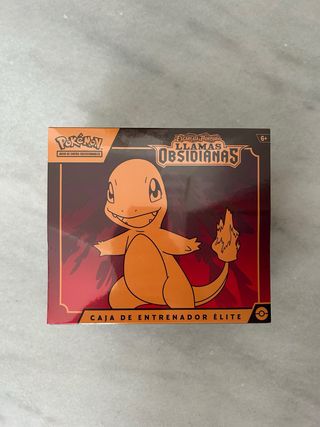 Pokémon
JUEGO DE CARTAS COLECCIONABLES
Escarlata y Púrpura
LLAMAS
OBSIDIANAS
6+
CAJA DE ENTRENADOR ÉLITE